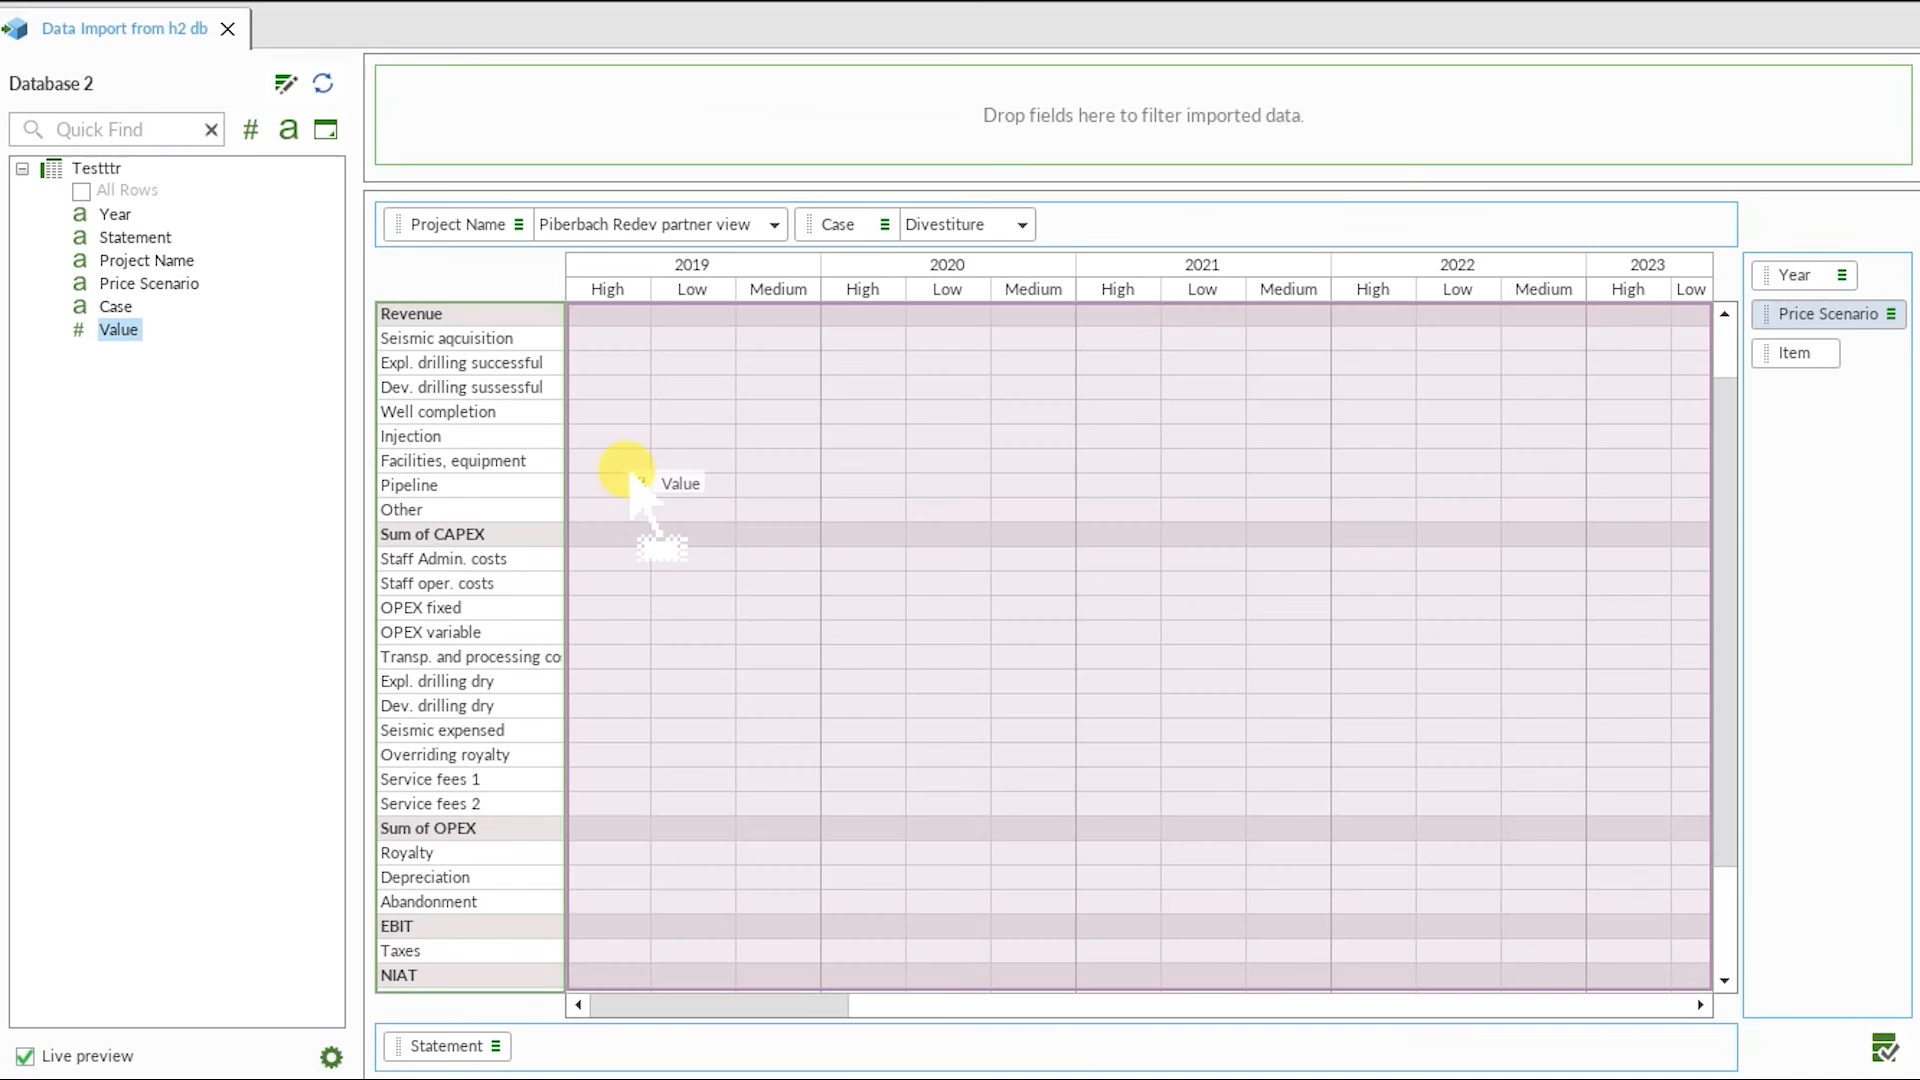 Data Import from h2 db
Database 2
Quick Find
a
Testttr
All Rows
a Year
a Statement
a Project Name
a Price Scenario
a Case
# Value
Live preview
Drop fields here to filter imported data.
Project Name Piberbach Redev partner view Case Divestiture
2019 2020 2021 2022 2023
High Low Medium High Low Medium High Low Medium High Low Medium High Low
Revenue
Seismic aqcuisition
Expl. drilling successful
Dev. drilling sussessful
Well completion
Injection
Facilities, equipment
Pipeline
Other
Sum of CAPEX
Staff Admin. costs
Staff oper. costs
OPEX fixed
OPEX variable
Transp. and processing co
Expl. drilling dry
Dev. drilling dry
Seismic expensed
Overriding royalty
Service fees 1
Service fees 2
Sum of OPEX
Royalty
Depreciation
Abandonment
EBIT
Taxes
NIAT
Value
Year
Price Scenario
Item
Statement